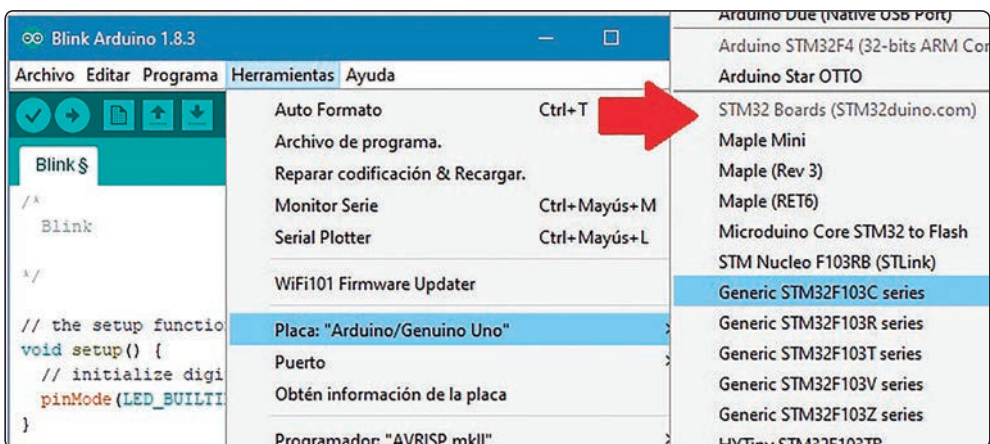 Blink Arduino 1.8.3
Archivo Editar Programa Herramientas Ayuda
Blink §
/*
Blink
*/
// the setup functio
void setup() {
// initialize digi
pinMode(LED_BUILTI
}
Auto Formato Ctrl+T
Archivo de programa.
Reparar codificación & Recargar.
Monitor Serie Ctrl+Mayús+M
Serial Plotter Ctrl+Mayús+L
WiFi101 Firmware Updater
Placa: "Arduino/Genuino Uno"
Puerto
Obtén información de la placa
Programador: "AVRISP mkII"
Arduino Due (Native USB Port)
Arduino STM32F4 (32-bits ARM Cor
Arduino Star OTTO
STM32 Boards (STM32duino.com)
Maple Mini
Maple (Rev 3)
Maple (RET6)
Microduino Core STM32 to Flash
STM Nucleo F103RB (STLink)
Generic STM32F103C series
Generic STM32F103R series
Generic STM32F103T series
Generic STM32F103V series
Generic STM32F103Z series
HYTiny STM32F103TB